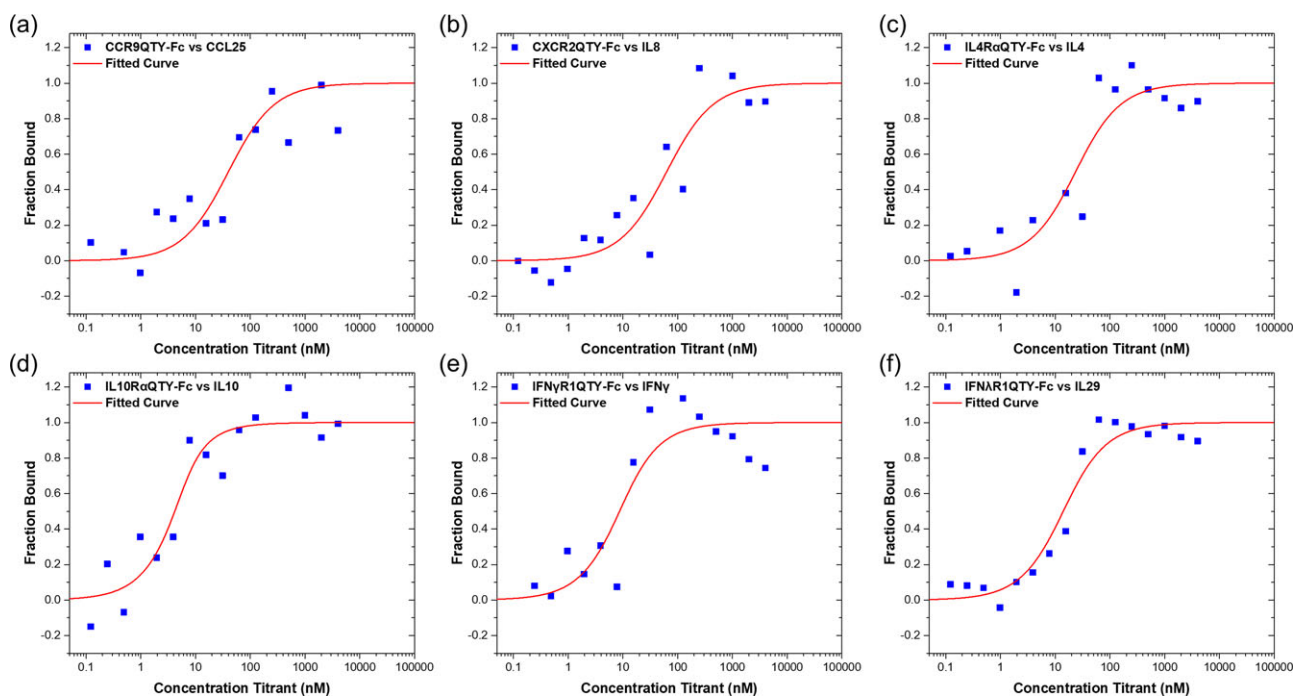 (a)
CCR9QTY-Fc vs CCL25
Fitted Curve
1.2
1.0
0.8
0.6
0.4
0.2
0.0
-0.2
Fraction Bound
0.1 1 10 100 1000 10000 100000
Concentration Titrant (nM)
(b)
CXCR2QTY-Fc vs IL8
Fitted Curve
1.2
1.0
0.8
0.6
0.4
0.2
0.0
-0.2
Fraction Bound
0.1 1 10 100 1000 10000 100000
Concentration Titrant (nM)
(c)
IL4RαQTY-Fc vs IL4
Fitted Curve
1.2
1.0
0.8
0.6
0.4
0.2
0.0
-0.2
Fraction Bound
0.1 1 10 100 1000 10000 100000
Concentration Titrant (nM)
(d)
IL10RαQTY-Fc vs IL10
Fitted Curve
1.2
1.0
0.8
0.6
0.4
0.2
0.0
-0.2
Fraction Bound
0.1 1 10 100 1000 10000 100000
Concentration Titrant (nM)
(e)
IFNγR1QTY-Fc vs IFNγ
Fitted Curve
1.2
1.0
0.8
0.6
0.4
0.2
0.0
-0.2
Fraction Bound
0.1 1 10 100 1000 10000 100000
Concentration Titrant (nM)
(f)
IFNλR1QTY-Fc vs IL29
Fitted Curve
1.2
1.0
0.8
0.6
0.4
0.2
0.0
-0.2
Fraction Bound
0.1 1 10 100 1000 10000 100000
Concentration Titrant (nM)